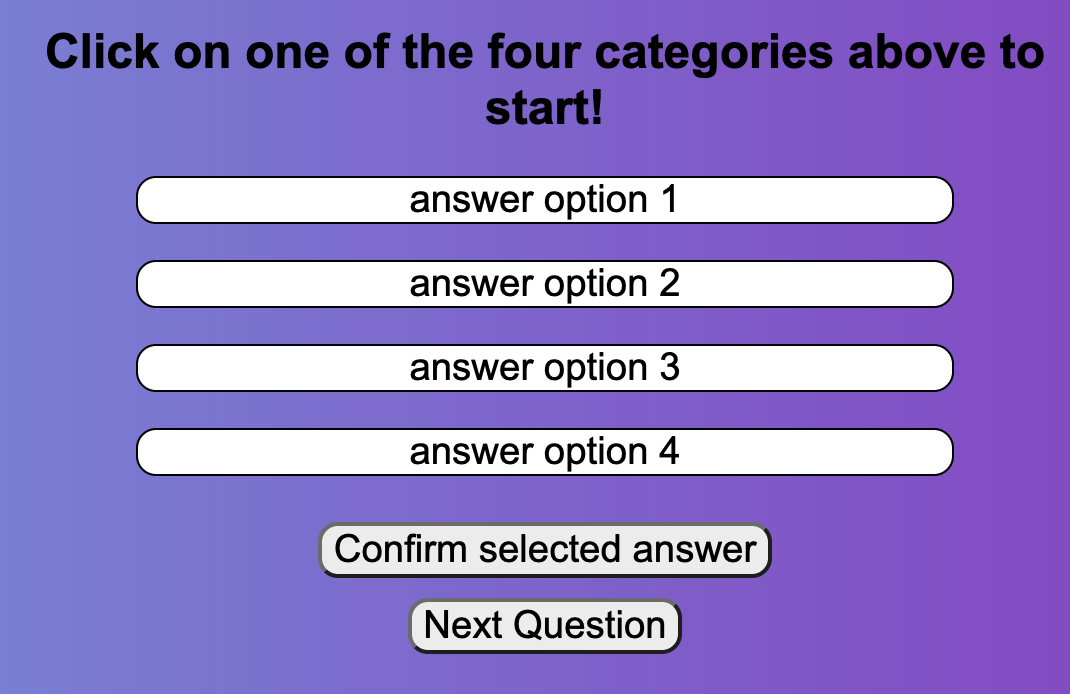 Click on one of the four categories above to
start!
answer option 1
answer option 2
answer option 3
answer option 4
Confirm selected answer
Next Question